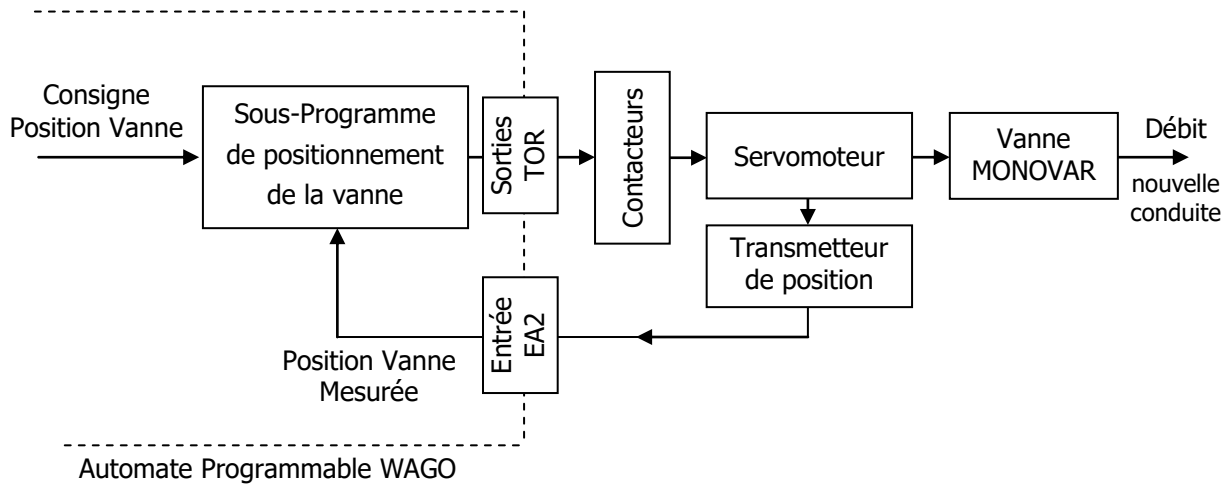 Consigne
Position Vanne
Sous-Programme
de positionnement
de la vanne
Sorties
TOR
Contacteurs
Servomoteur
Vanne
MONOVAR
Débit
nouvelle
conduite
Transmetteur
de position
Entrée
EA2
Position Vanne
Mesurée
Automate Programmable WAGO